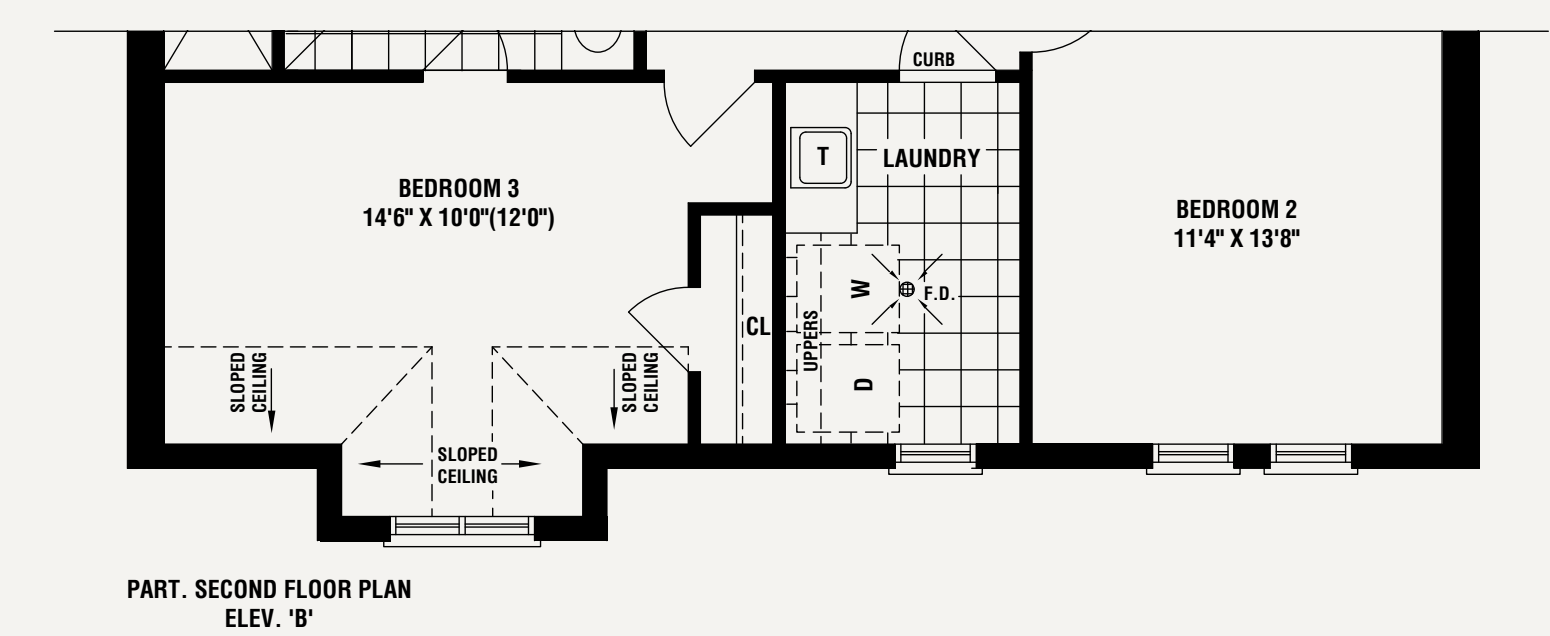 CURB
T
LAUNDRY
BEDROOM 3
14'6" X 10'0"(12'0")
BEDROOM 2
11'4" X 13'8"
W
F.D.
UPPERS
CL
D
SLOPED
CEILING
SLOPED
CEILING
SLOPED
CEILING
PART. SECOND FLOOR PLAN
ELEV. 'B'